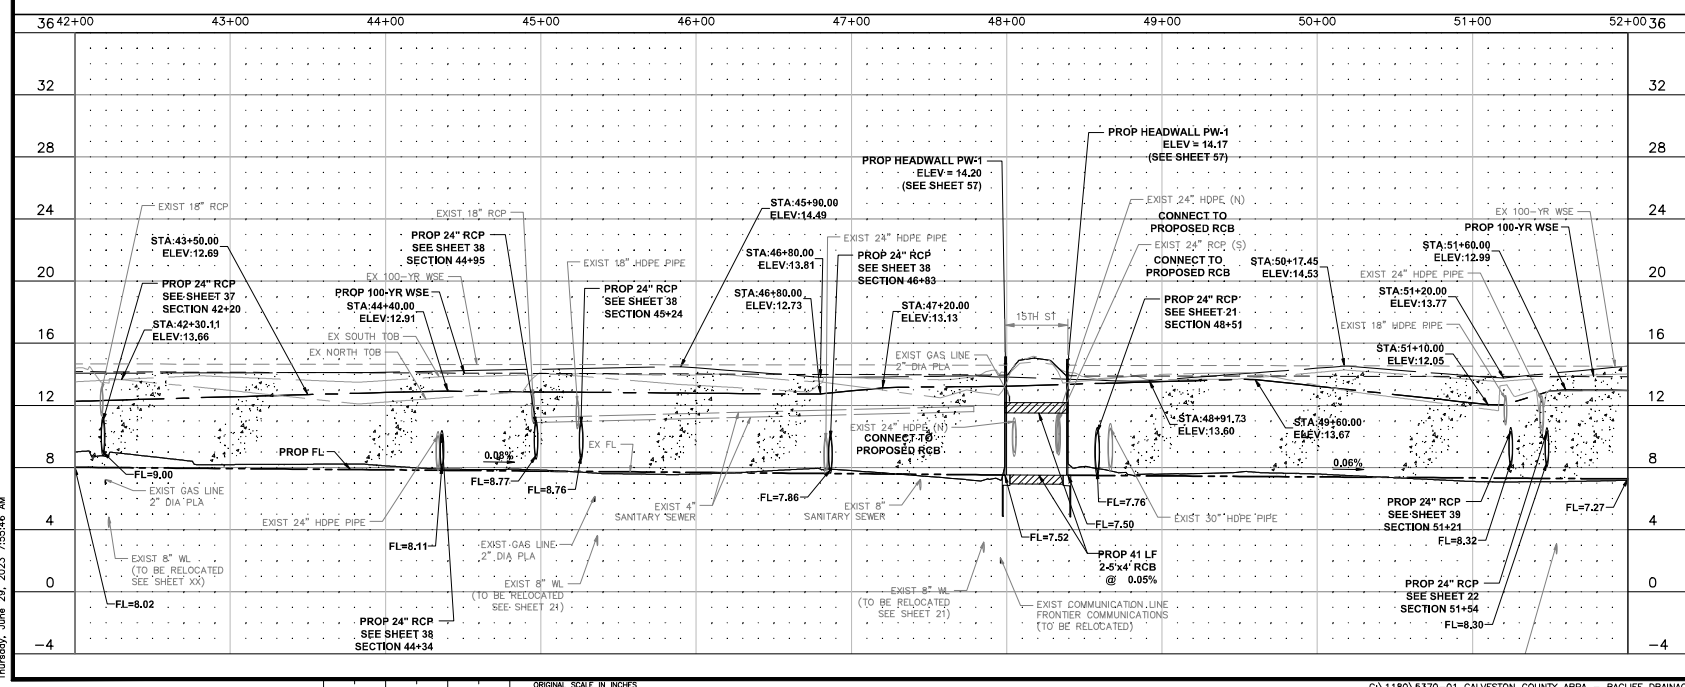 36 42+00 43+00 44+00 45+00 46+00 47+00 48+00 49+00 50+00 51+00 52+00 36
32 32
28 28
24 24
20 20
16 16
12 12
8 8
4 4
0 0
-4 -4
EXIST 18" RCP
STA:43+50.00
ELEV:12.69
PROP 24" RCP
SEE SHEET 37
SECTION 42+20
STA:42+30.11
ELEV:13.66
EXIST 18" RCP
PROP 24" RCP
SEE SHEET 38
SECTION 44+95
EX 100-YR WSE
PROP 100-YR WSE
STA:44+40.00
ELEV:12.91
EX SOUTH TOB
EX NORTH TOB
EXIST 18" HDPE PIPE
PROP 24" RCP
SEE SHEET 38
SECTION 45+24
STA:45+90.00
ELEV:14.49
STA:46+80.00
ELEV:13.81
STA:46+80.00
ELEV:12.73
EXIST 24" HDPE PIPE
PROP 24" RCP
SEE SHEET 38
SECTION 46+83
STA:47+20.00
ELEV:13.13
PROP HEADWALL PW-1
ELEV = 14.20
(SEE SHEET 57)
PROP HEADWALL PW-1
ELEV = 14.17
(SEE SHEET 57)
EXIST 24" HDPE (N)
CONNECT TO
PROPOSED RCB
EXIST 24" RCP (S)
CONNECT TO
PROPOSED RCB
PROP 24" RCP
SEE SHEET 21
SECTION 48+51
15TH ST
EXIST GAS LINE
2" DIA PLA
EXIST 24" HDPE (N)
CONNECT TO
PROPOSED RCB
STA:50+17.45
ELEV:14.53
EX 100-YR WSE
PROP 100-YR WSE
STA:51+60.00
ELEV:12.99
EXIST 24" HDPE PIPE
STA:51+20.00
ELEV:13.77
EXIST 18" HDPE PIPE
STA:51+10.00
ELEV:12.05
STA:48+91.73
ELEV:13.60
STA:49+60.00
ELEV:13.67
PROP FL
0.08%
EX FL
0.06%
FL=9.00
EXIST GAS LINE
2" DIA PLA
EXIST 24" HDPE PIPE
FL=8.77
FL=8.76
EXIST 4"
SANITARY SEWER
FL=7.86
EXIST 8"
SANITARY SEWER
FL=7.76
FL=7.50
FL=7.52
EXIST 30" HDPE PIPE
PROP 24" RCP
SEE SHEET 39
SECTION 51+21
FL=8.32
FL=7.27
EXIST 8" WL
(TO BE RELOCATED
SEE SHEET XX)
FL=8.02
FL=8.11
EXIST GAS LINE
2" DIA PLA
EXIST 8" WL
(TO BE RELOCATED
SEE SHEET 21)
PROP 24" RCP
SEE SHEET 38
SECTION 44+34
EXIST 8" WL
(TO BE RELOCATED
SEE SHEET 21)
PROP 41 LF
2-5'x4' RCB
@ 0.05%
EXIST COMMUNICATION LINE
FRONTIER COMMUNICATIONS
(TO BE RELOCATED)
PROP 24" RCP
SEE SHEET 22
SECTION 51+54
FL=8.30
Thursday, June 29, 2023 7:55:46 AM
ORIGINAL SCALE IN INCHES